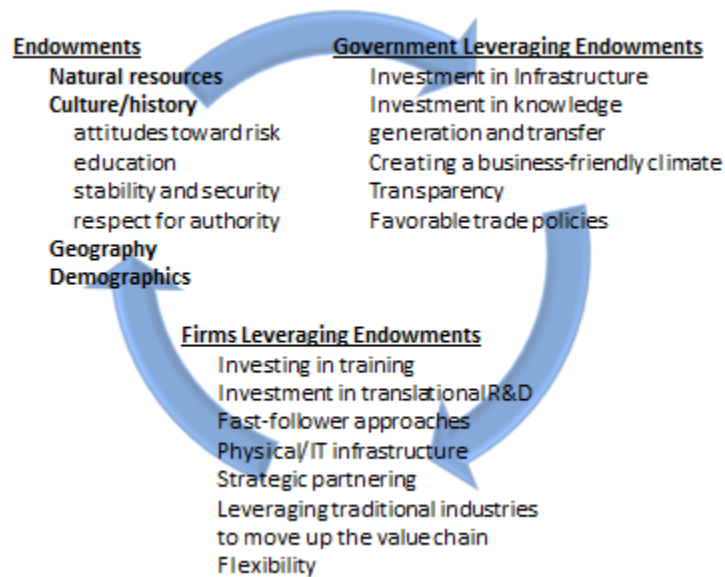 Endowments
Natural resources
Culture/history
attitudes toward risk
education
stability and security
respect for authority
Geography
Demographics
Government Leveraging Endowments
Investment in Infrastructure
Investment in knowledge
generation and transfer
Creating a business-friendly climate
Transparency
Favorable trade policies
Firms Leveraging Endowments
Investing in training
Investment in translational R&D
Fast-follower approaches
Physical/IT infrastructure
Strategic partnering
Leveraging traditional industries
to move up the value chain
Flexibility